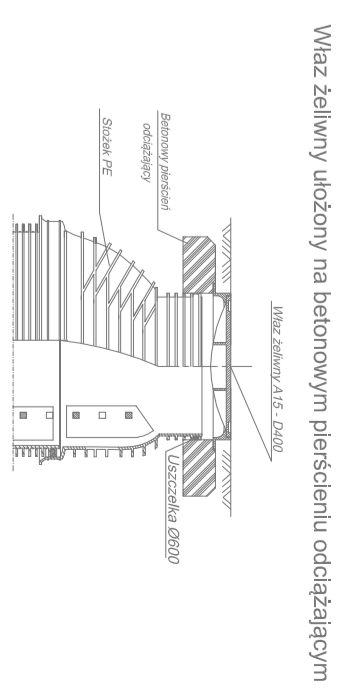 Właz żeliwny ułożony na betonowym pierścieniu odciążającym
Właz żeliwny A15 - D400
Betonowy pierścień
odciążający
Stożek PE
Uszczelka Ø600